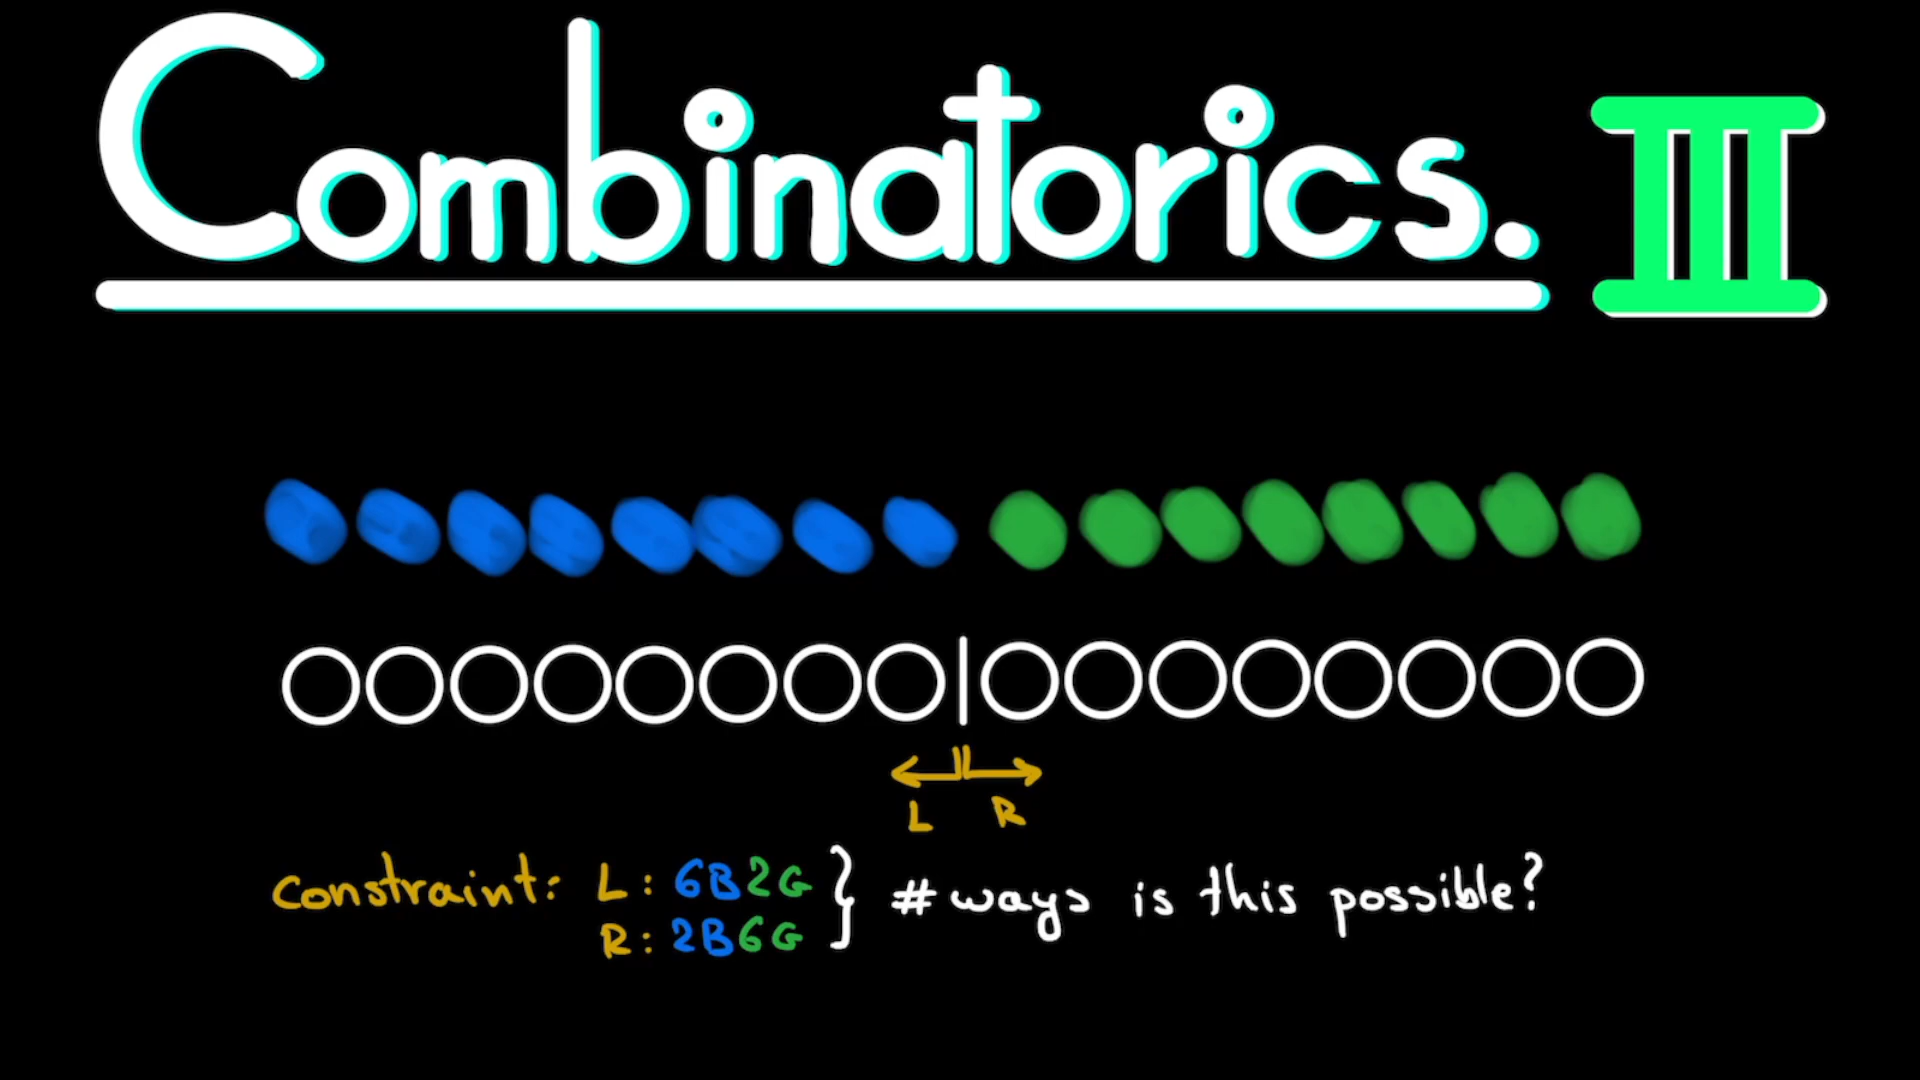 Combinatorics. III
L R
constraint: L: 6B2G
R: 2B6G } # ways is this possible?